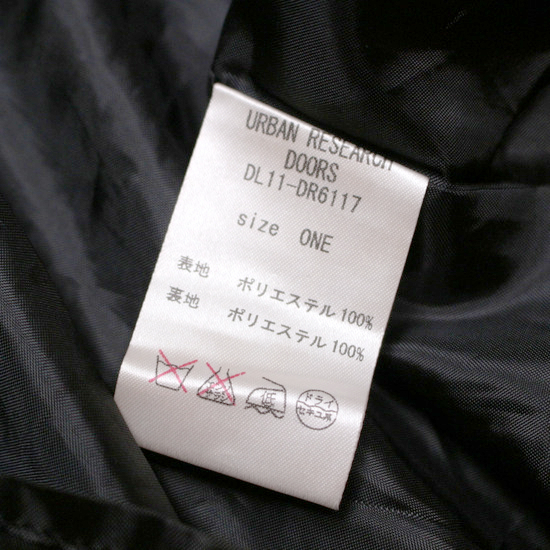 URBAN RESEARCH
DOORS
DL11-DR6117
size ONE
表地 ポリエステル100%
裏地 ポリエステル100%
低
ドライ
セキユ系